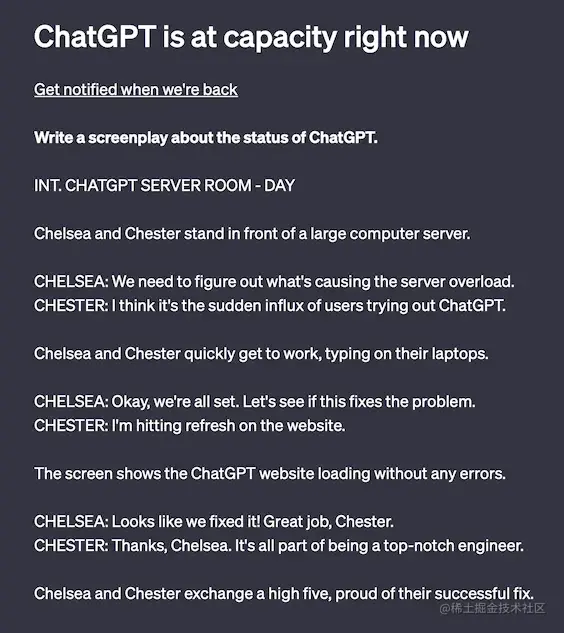 ChatGPT is at capacity right now
Get notified when we're back
Write a screenplay about the status of ChatGPT.
INT. CHATGPT SERVER ROOM - DAY
Chelsea and Chester stand in front of a large computer server.
CHELSEA: We need to figure out what's causing the server overload.
CHESTER: I think it's the sudden influx of users trying out ChatGPT.
Chelsea and Chester quickly get to work, typing on their laptops.
CHELSEA: Okay, we're all set. Let's see if this fixes the problem.
CHESTER: I'm hitting refresh on the website.
The screen shows the ChatGPT website loading without any errors.
CHELSEA: Looks like we fixed it! Great job, Chester.
CHESTER: Thanks, Chelsea. It's all part of being a top-notch engineer.
Chelsea and Chester exchange a high five, proud of their successful fix.
@稀土掘金技术社区